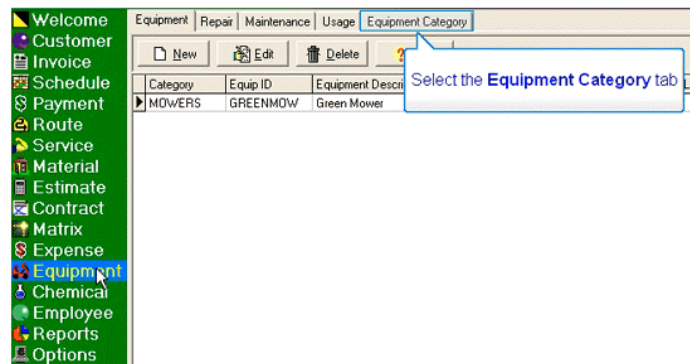 Welcome
Customer
Invoice
Schedule
Payment
Route
Service
Material
Estimate
Contract
Matrix
Expense
Equipment
Chemical
Employee
Reports
Options
Equipment Repair Maintenance Usage Equipment Category
New Edit Delete ?
Select the Equipment Category tab
Category Equip ID Equipment Descri
MOWERS GREENMOW Green Mower